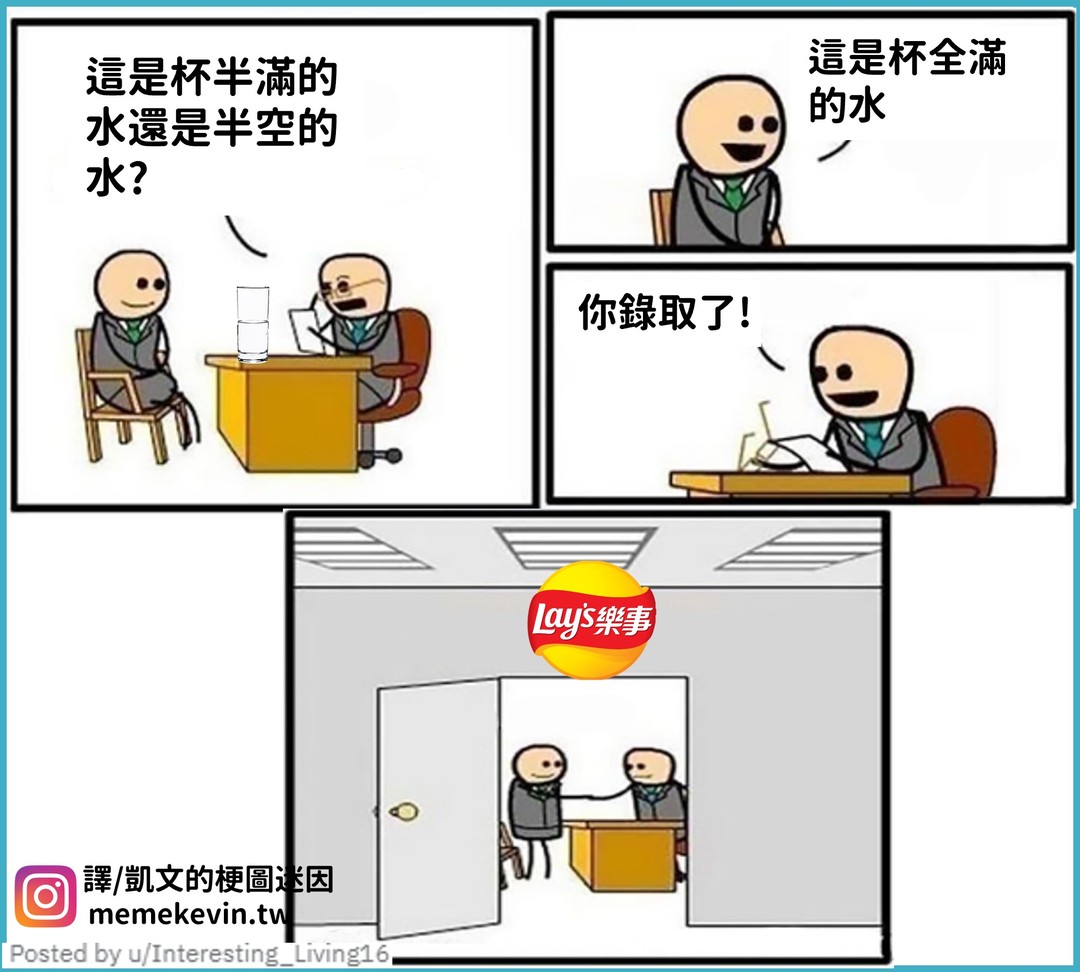 這是杯半滿的
水還是半空的
水?
這是杯全滿
的水
你錄取了!
Lay's樂事
譯/凱文的梗圖迷因
memekevin.tw
Posted by u/Interesting_Living16